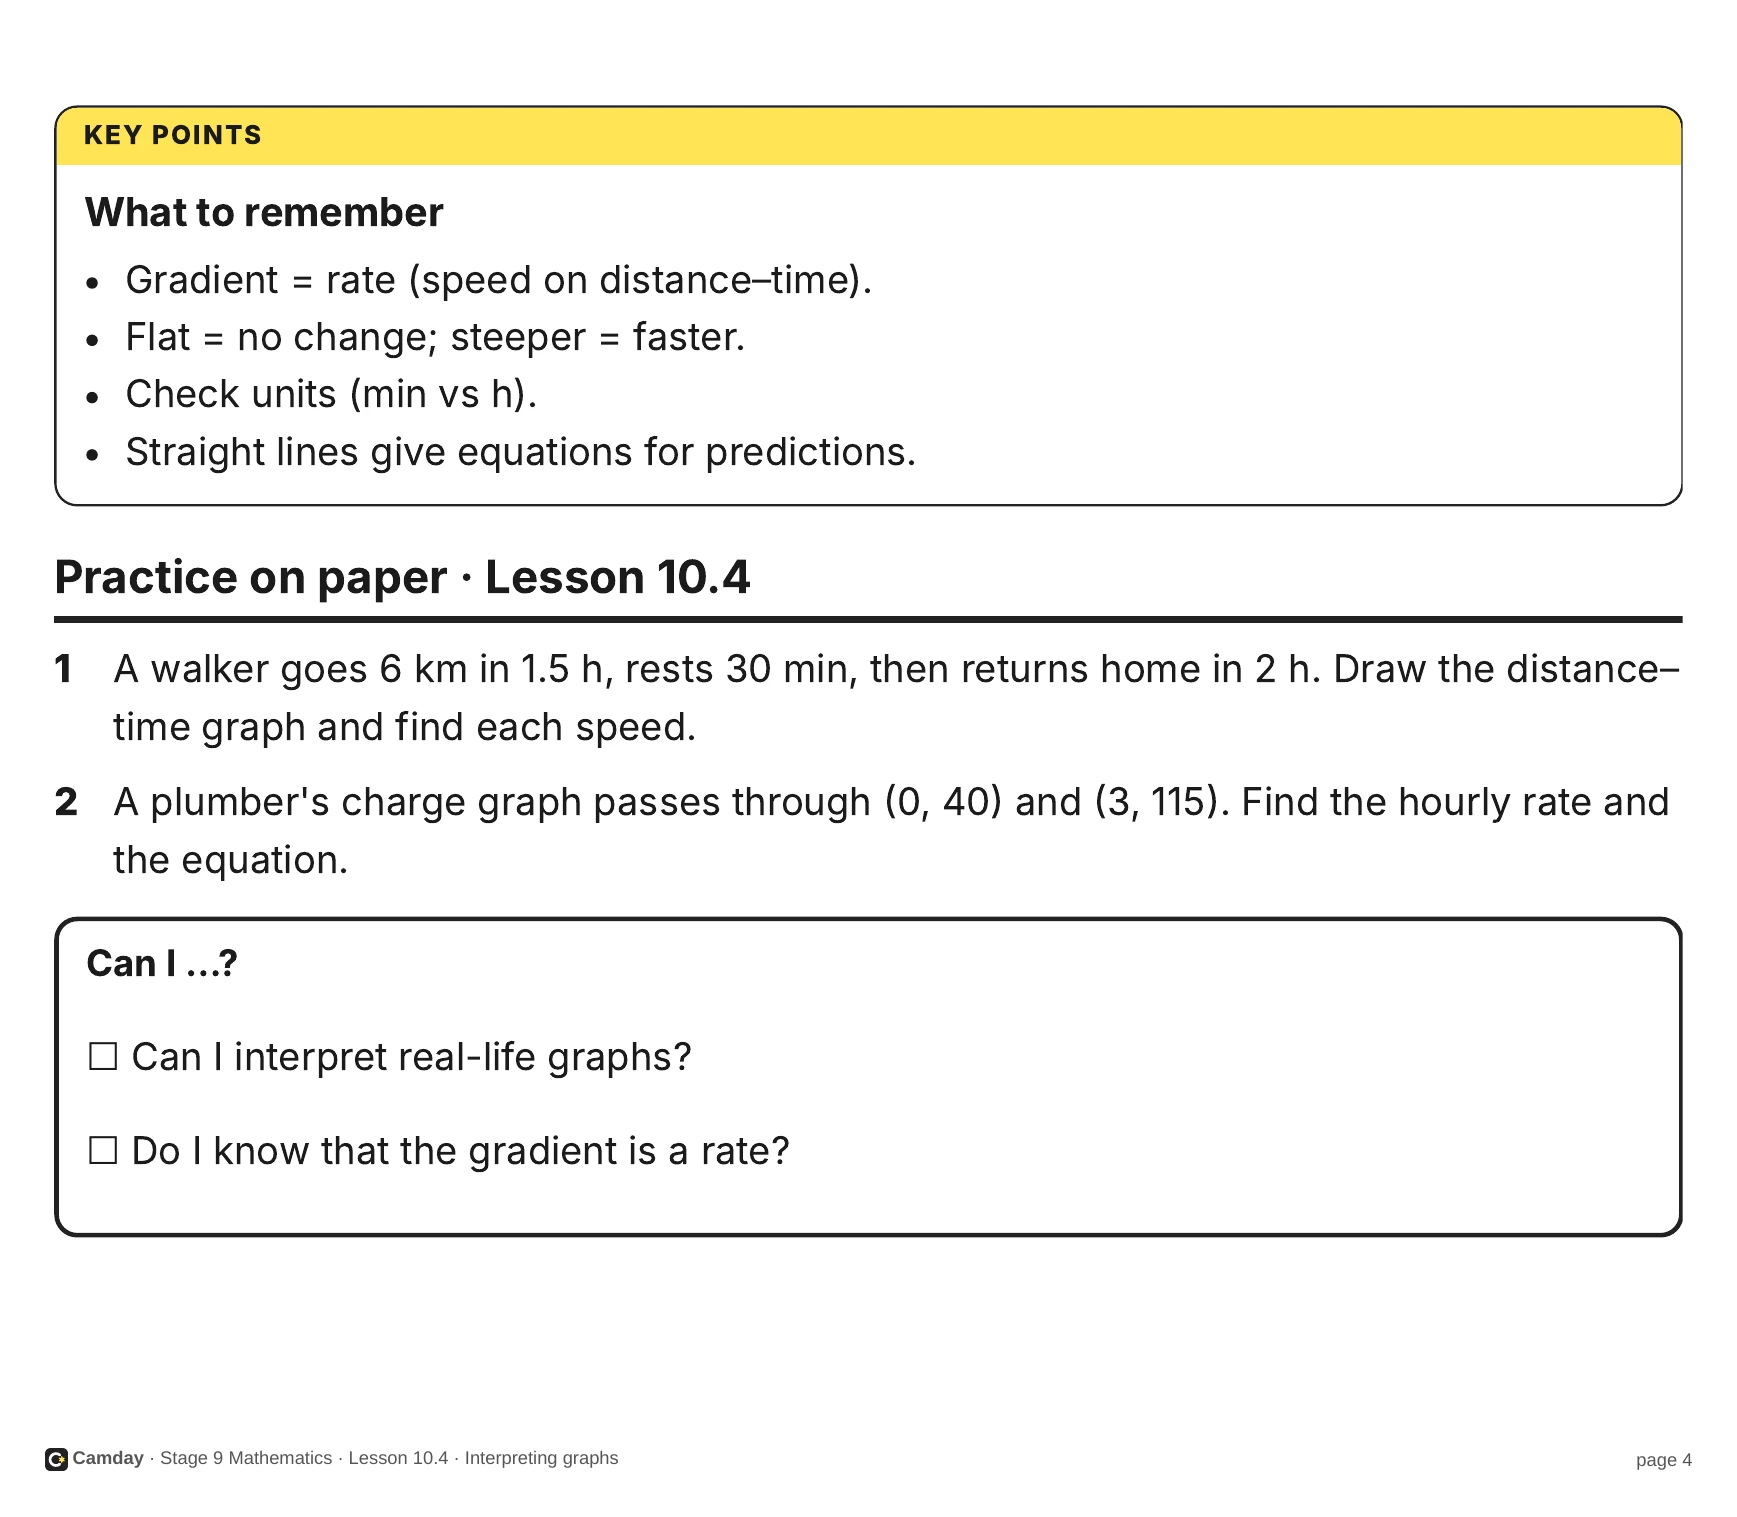 KEY POINTS
What to remember
• Gradient = rate (speed on distance–time).
• Flat = no change; steeper = faster.
• Check units (min vs h).
• Straight lines give equations for predictions.
Practice on paper · Lesson 10.4
1 A walker goes 6 km in 1.5 h, rests 30 min, then returns home in 2 h. Draw the distance–
time graph and find each speed.
2 A plumber's charge graph passes through (0, 40) and (3, 115). Find the hourly rate and
the equation.
Can I …?
☐ Can I interpret real-life graphs?
☐ Do I know that the gradient is a rate?
Camday · Stage 9 Mathematics · Lesson 10.4 · Interpreting graphs
page 4